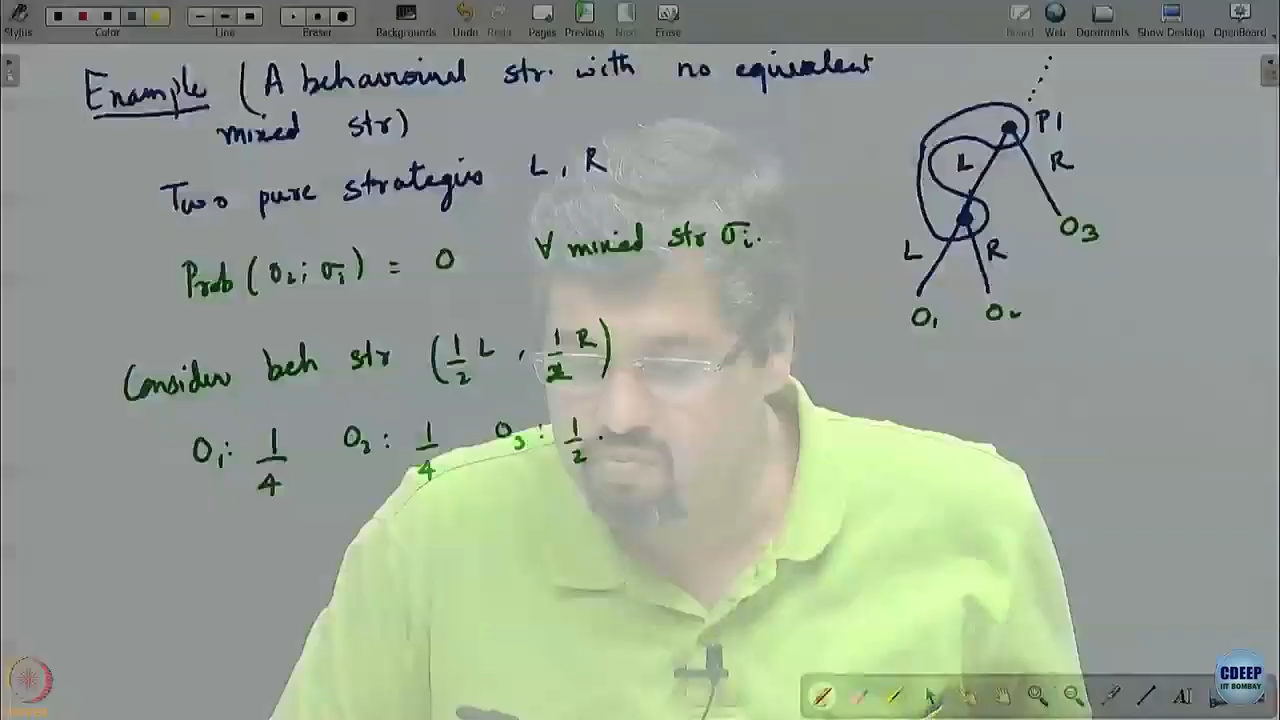 Stylus
Color
Line
Eraser
Backgrounds
Undo
Redo
Pages
Previous
Next
Erase
Board
Web
Documents
Show Desktop
OpenBoard
Example (A behavioural str. with no equivalent
mixed str)
Two pure strategies L, R
Prob (O₂; σᵢ) = 0 ∀ mixed str σᵢ.
Consider beh str (1/2 L, 1/2 R)
O₁: 1/4 O₂: 1/4 O₃: 1/2.
P1
L R
O₃
L R
O₁ O₂
CDEEP
IIT BOMBAY